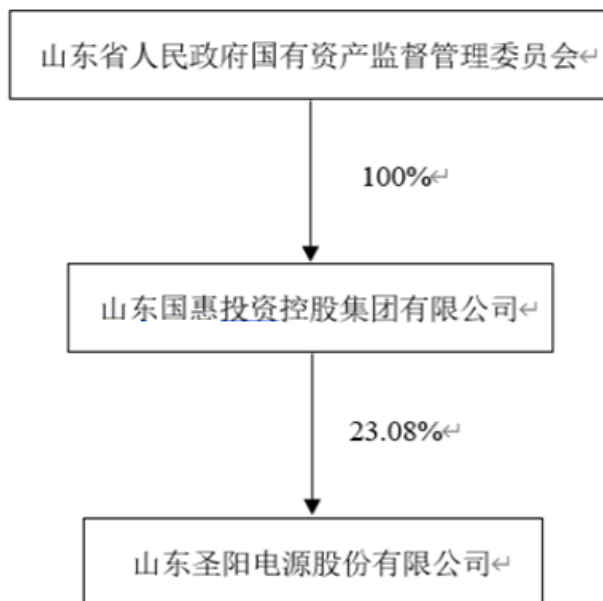 山东省人民政府国有资产监督管理委员会↵
100%↵
山东国惠投资控股集团有限公司↵
23.08%↵
山东圣阳电源股份有限公司↵